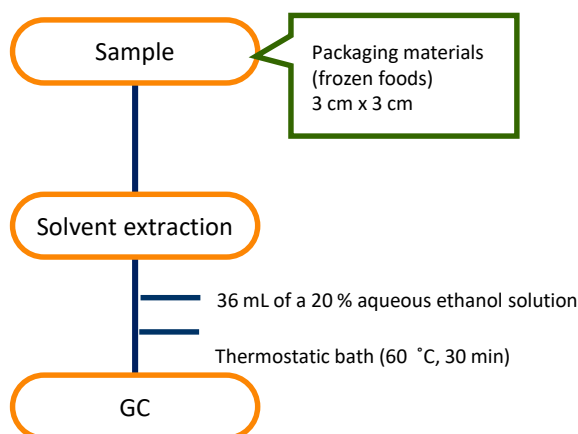 Sample
Packaging materials
(frozen foods)
3 cm x 3 cm
Solvent extraction
36 mL of a 20 % aqueous ethanol solution
Thermostatic bath (60 ˚C, 30 min)
GC